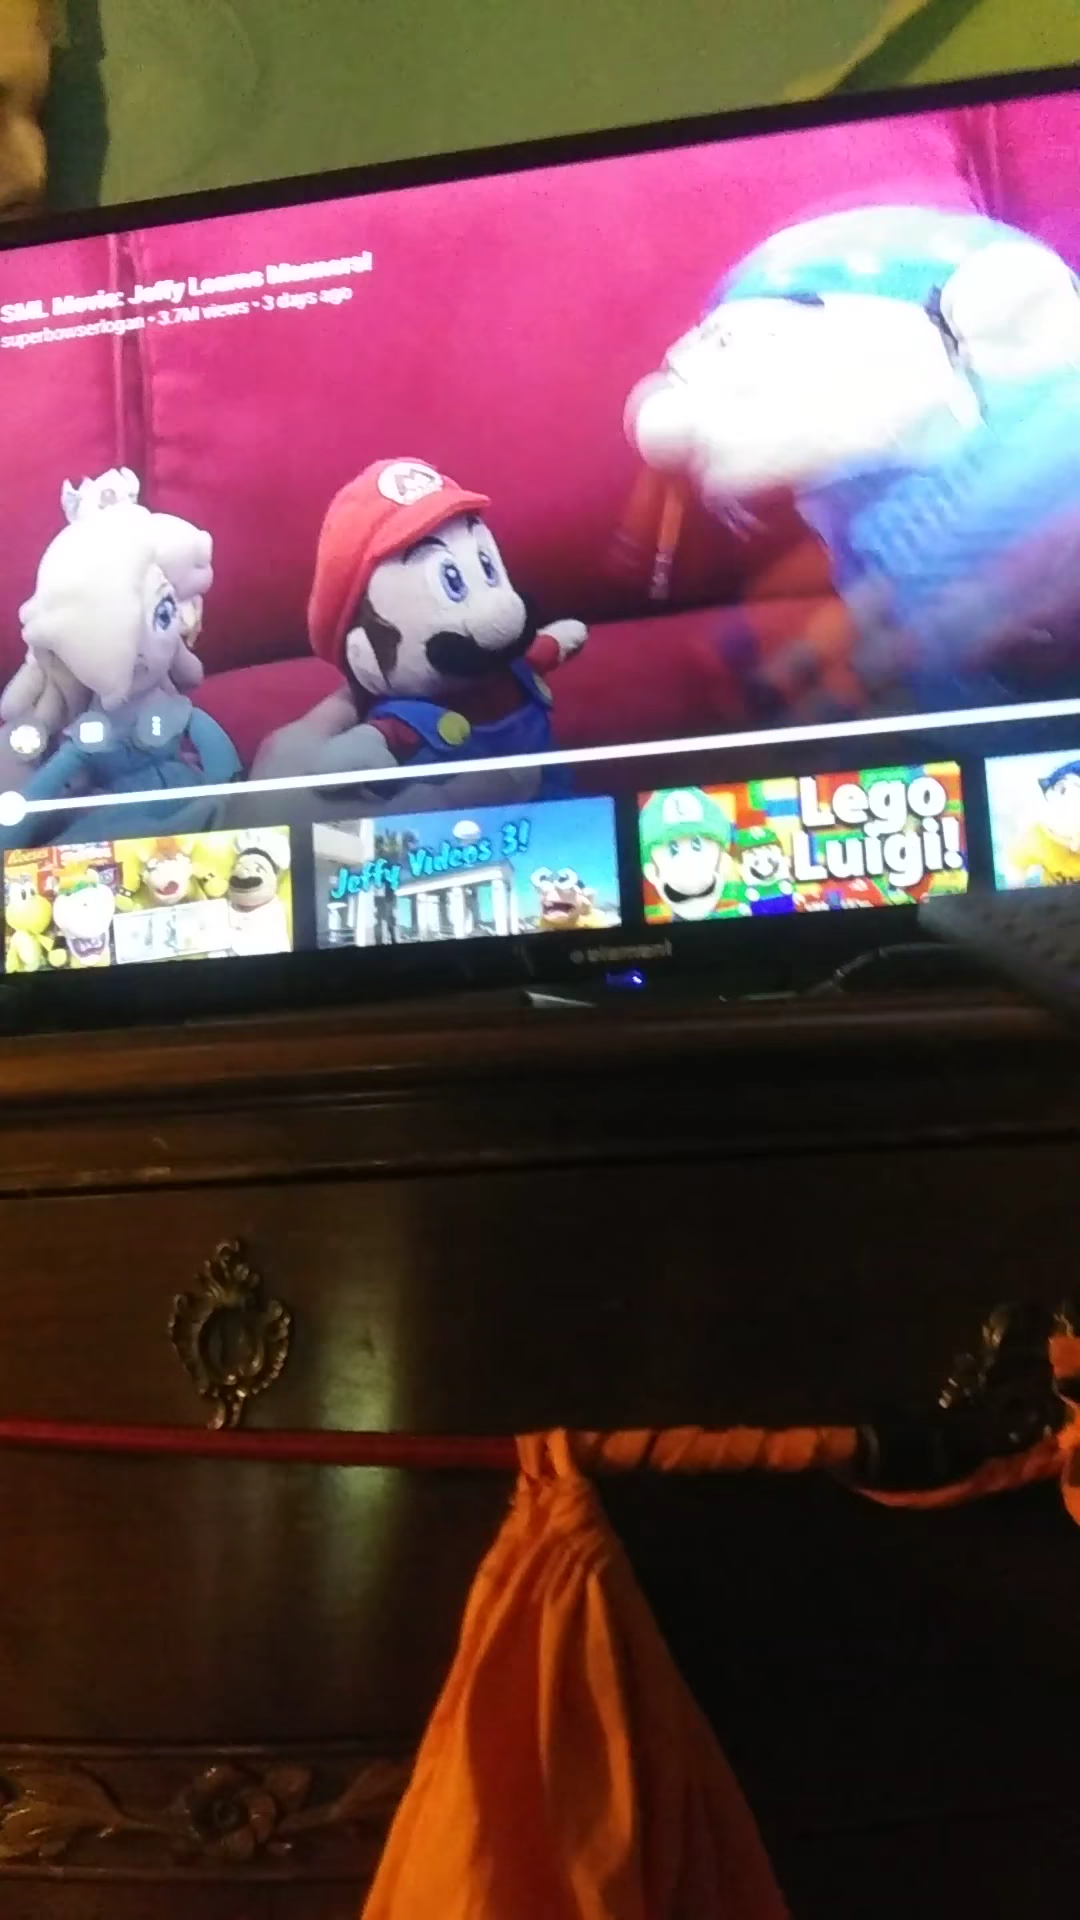 SML Movie: Jeffy Learns Manners!
superbowserlogan • 3.7M views • 3 days ago
M
Jeffy Videos 3!
L
Lego
Luigi!
element